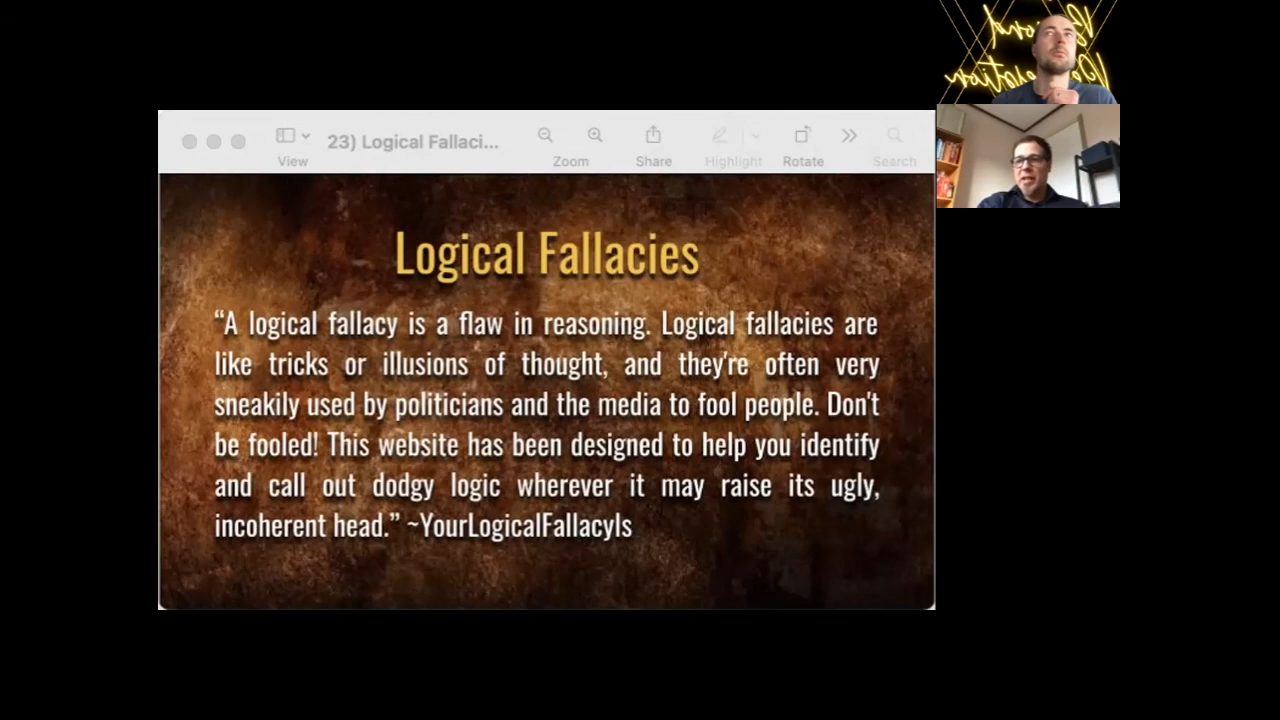 23) Logical Fallaci...
View
Zoom
Share
Highlight
Rotate
Search
Logical Fallacies
“A logical fallacy is a flaw in reasoning. Logical fallacies are
like tricks or illusions of thought, and they're often very
sneakily used by politicians and the media to fool people. Don't
be fooled! This website has been designed to help you identify
and call out dodgy logic wherever it may raise its ugly,
incoherent head.” ~YourLogicalFallacyIs